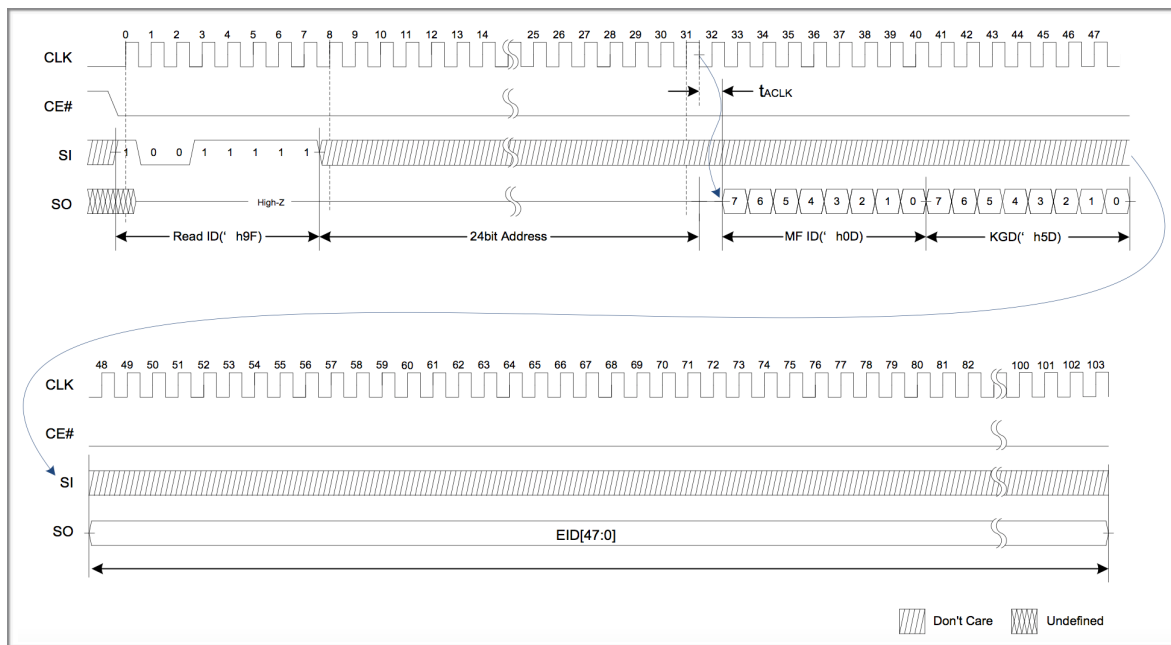 0 1 2 3 4 5 6 7 8 9 10 11 12 13 14 25 26 27 28 29 30 31 32 33 34 35 36 37 38 39 40 41 42 43 44 45 46 47
CLK
tACLK
CE#
SI 1 0 0 1 1 1 1 1
SO High-Z 7 6 5 4 3 2 1 0 7 6 5 4 3 2 1 0
Read ID(‘ h9F) 24bit Address MF ID(‘ h0D) KGD(‘ h5D)
48 49 50 51 52 53 54 55 56 57 58 59 60 61 62 63 64 65 66 67 68 69 70 71 72 73 74 75 76 77 78 79 80 81 82 100 101 102 103
CLK
CE#
SI
SO EID[47:0]
Don't Care Undefined